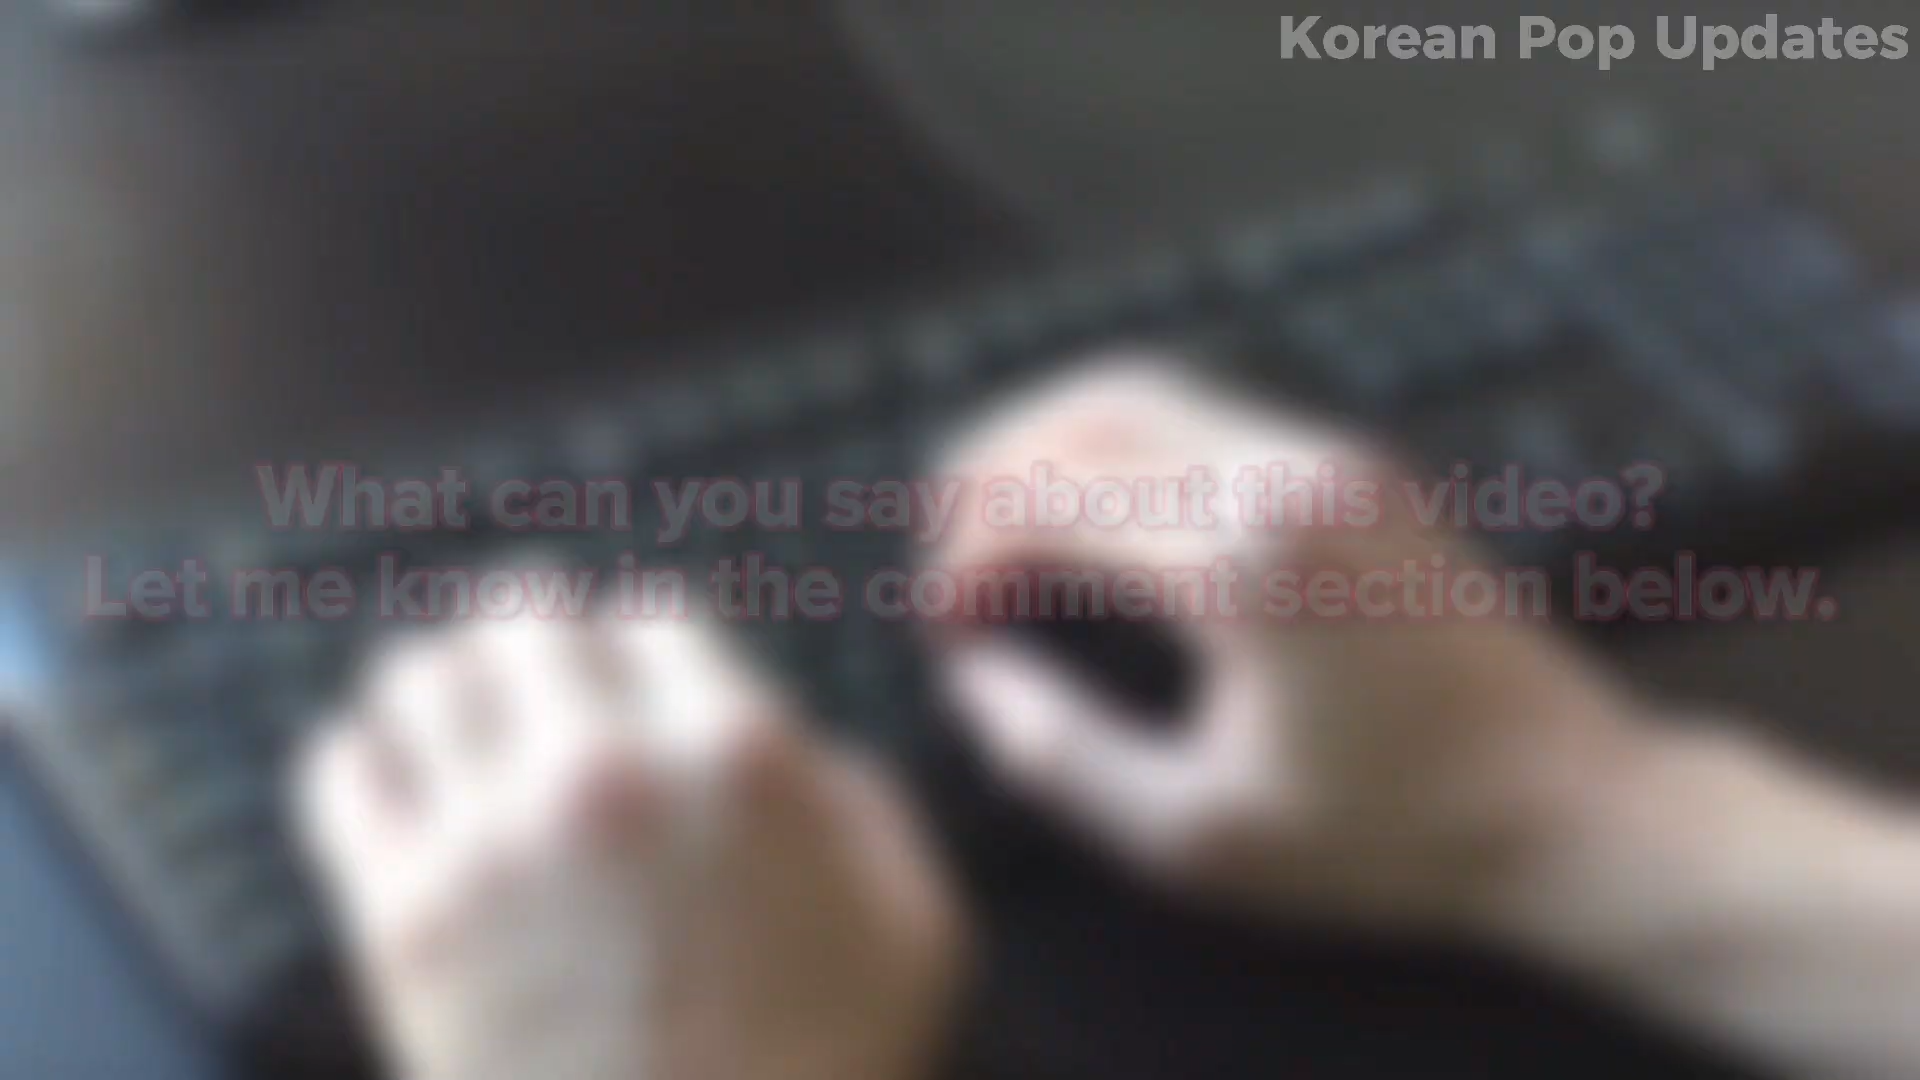 Korean Pop Updates
What can you say about this video?
Let me know in the comment section below.